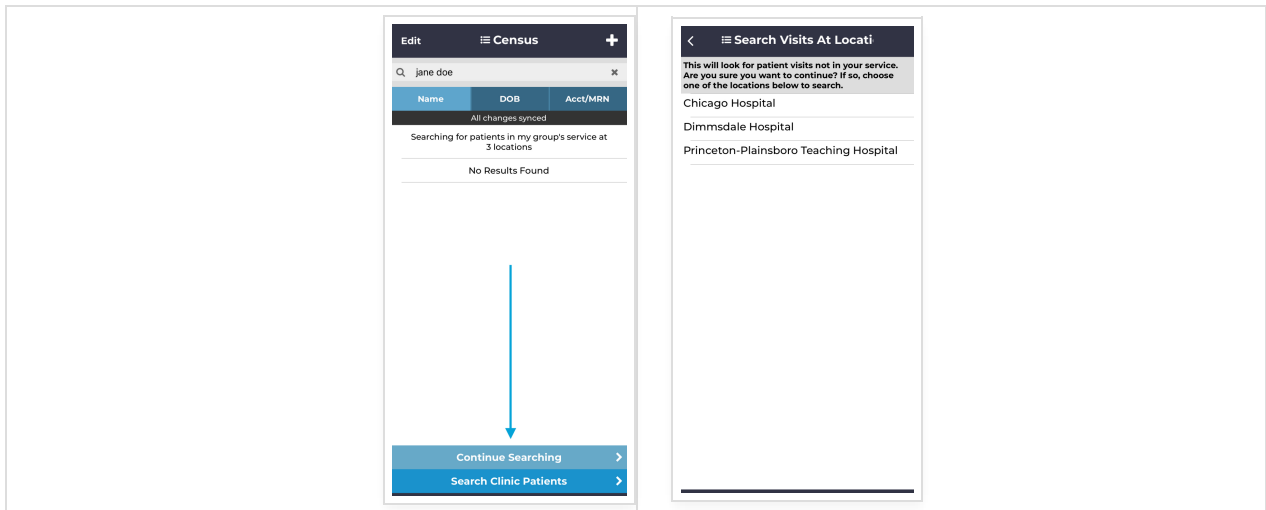 Edit
Census
jane doe
Name
DOB
Acct/MRN
All changes synced
Searching for patients in my group's service at
3 locations
No Results Found
Continue Searching
Search Clinic Patients
Search Visits At Locati
This will look for patient visits not in your service.
Are you sure you want to continue? If so, choose
one of the locations below to search.
Chicago Hospital
Dimmsdale Hospital
Princeton-Plainsboro Teaching Hospital